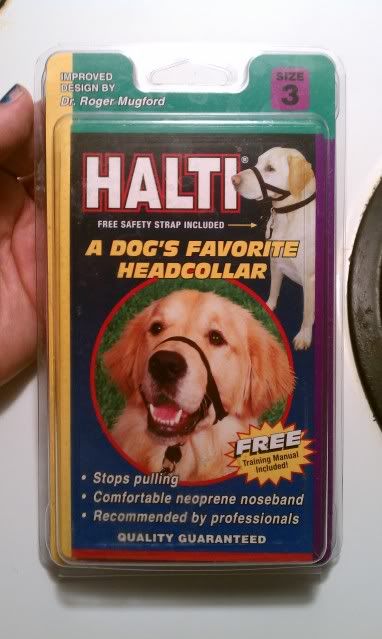 IMPROVED
DESIGN BY
Dr. Roger Mugford
SIZE
3
HALTI®
FREE SAFETY STRAP INCLUDED
A DOG'S FAVORITE
HEADCOLLAR
FREE
Training Manual
Included!
• Stops pulling
• Comfortable neoprene noseband
• Recommended by professionals
QUALITY GUARANTEED